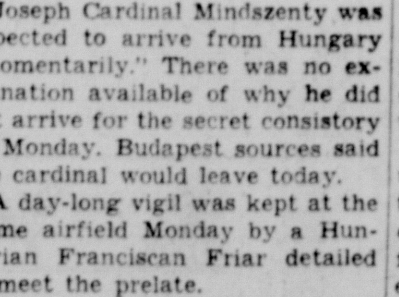 Joseph Cardinal Mindszenty was
pected to arrive from Hungary
omentarily." There was no ex-
nation available of why he did
t arrive for the secret consistory
Monday. Budapest sources said
cardinal would leave today.
A day-long vigil was kept at the
me airfield Monday by a Hun-
rian Franciscan Friar detailed
meet the prelate.